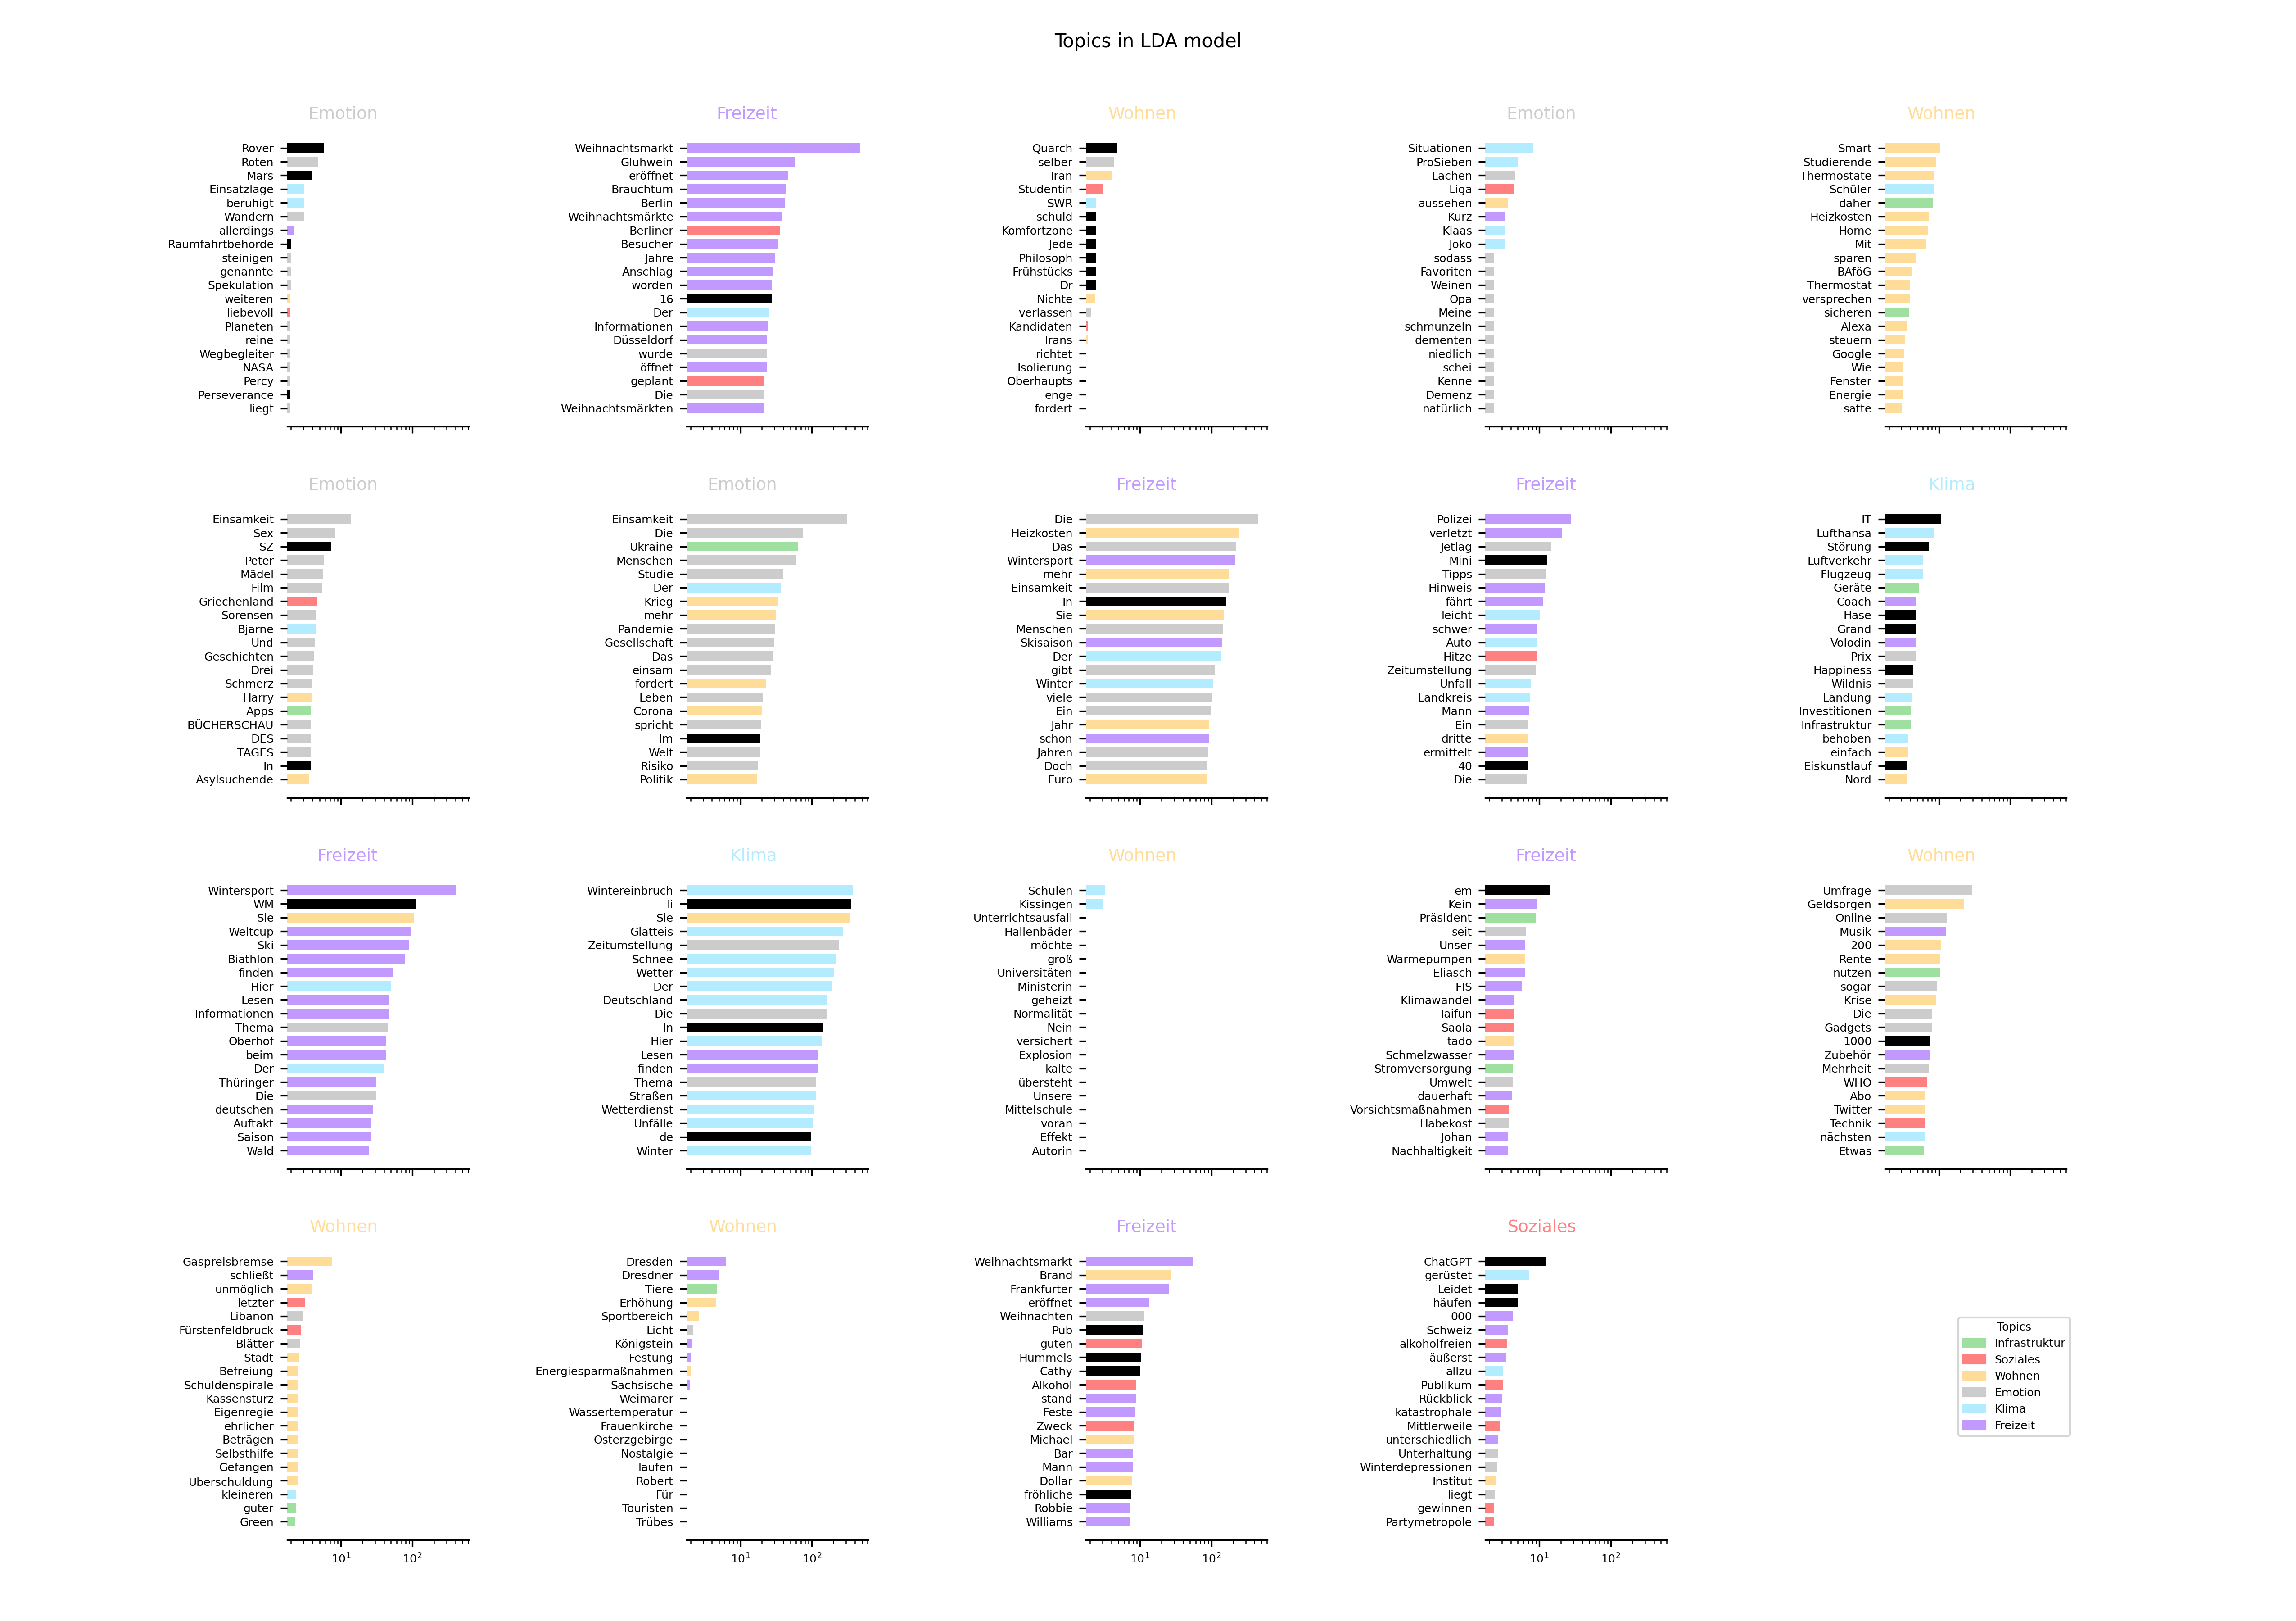 Topics in LDA model
Emotion
Rover
Roten
Mars
Einsatzlage
beruhigt
Wandern
allerdings
Raumfahrtbehörde
steinigen
genannte
Spekulation
weiteren
liebevoll
Planeten
reine
Wegbegleiter
NASA
Percy
Perseverance
liegt
Freizeit
Weihnachtsmarkt
Glühwein
eröffnet
Brauchtum
Berlin
Weihnachtsmärkte
Berliner
Besucher
Jahre
Anschlag
worden
16
Der
Informationen
Düsseldorf
wurde
öffnet
geplant
Die
Weihnachtsmärkten
Wohnen
Quarch
selber
Iran
Studentin
SWR
schuld
Komfortzone
Jede
Philosoph
Frühstücks
Dr
Nichte
verlassen
Kandidaten
Irans
richtet
Isolierung
Oberhaupts
enge
fordert
Emotion
Situationen
ProSieben
Lachen
Liga
aussehen
Kurz
Klaas
Joko
sodass
Favoriten
Weinen
Opa
Meine
schmunzeln
dementen
niedlich
schei
Kenne
Demenz
natürlich
Wohnen
Smart
Studierende
Thermostate
Schüler
daher
Heizkosten
Home
Mit
sparen
BAföG
Thermostat
versprechen
sicheren
Alexa
steuern
Google
Wie
Fenster
Energie
satte
Emotion
Einsamkeit
Sex
SZ
Peter
Mädel
Film
Griechenland
Sörensen
Bjarne
Und
Geschichten
Drei
Schmerz
Harry
Apps
BÜCHERSCHAU
DES
TAGES
In
Asylsuchende
Emotion
Einsamkeit
Die
Ukraine
Menschen
Studie
Der
Krieg
mehr
Pandemie
Gesellschaft
Das
einsam
fordert
Leben
Corona
spricht
Im
Welt
Risiko
Politik
Freizeit
Die
Heizkosten
Das
Wintersport
mehr
Einsamkeit
In
Sie
Menschen
Skisaison
Der
gibt
Winter
viele
Ein
Jahr
schon
Jahren
Doch
Euro
Freizeit
Polizei
verletzt
Jetlag
Mini
Tipps
Hinweis
fährt
leicht
schwer
Auto
Hitze
Zeitumstellung
Unfall
Landkreis
Mann
Ein
dritte
ermittelt
40
Die
Klima
IT
Lufthansa
Störung
Luftverkehr
Flugzeug
Geräte
Coach
Hase
Grand
Volodin
Prix
Happiness
Wildnis
Landung
Investitionen
Infrastruktur
behoben
einfach
Eiskunstlauf
Nord
Freizeit
Wintersport
WM
Sie
Weltcup
Ski
Biathlon
finden
Hier
Lesen
Informationen
Thema
Oberhof
beim
Der
Thüringer
Die
deutschen
Auftakt
Saison
Wald
Klima
Wintereinbruch
li
Sie
Glatteis
Zeitumstellung
Schnee
Wetter
Der
Deutschland
Die
In
Hier
Lesen
finden
Thema
Straßen
Wetterdienst
Unfälle
de
Winter
Wohnen
Schulen
Kissingen
Unterrichtsausfall
Hallenbäder
möchte
groß
Universitäten
Ministerin
geheizt
Normalität
Nein
versichert
Explosion
kalte
übersteht
Unsere
Mittelschule
voran
Effekt
Autorin
Freizeit
em
Kein
Präsident
seit
Unser
Wärmepumpen
Eliasch
FIS
Klimawandel
Taifun
Saola
tado
Schmelzwasser
Stromversorgung
Umwelt
dauerhaft
Vorsichtsmaßnahmen
Habekost
Johan
Nachhaltigkeit
Wohnen
Umfrage
Geldsorgen
Online
Musik
200
Rente
nutzen
sogar
Krise
Die
Gadgets
1000
Zubehör
Mehrheit
WHO
Abo
Twitter
Technik
nächsten
Etwas
Wohnen
Gaspreisbremse
schließt
unmöglich
letzter
Libanon
Fürstenfeldbruck
Blätter
Stadt
Befreiung
Schuldenspirale
Kassensturz
Eigenregie
ehrlicher
Beträgen
Selbsthilfe
Gefangen
Überschuldung
kleineren
guter
Green
10¹ 10²
Wohnen
Dresden
Dresdner
Tiere
Erhöhung
Sportbereich
Licht
Königstein
Festung
Energiesparmaßnahmen
Sächsische
Weimarer
Wassertemperatur
Frauenkirche
Osterzgebirge
Nostalgie
laufen
Robert
Für
Touristen
Trübes
10¹ 10²
Freizeit
Weihnachtsmarkt
Brand
Frankfurter
eröffnet
Weihnachten
Pub
guten
Hummels
Cathy
Alkohol
stand
Feste
Zweck
Michael
Bar
Mann
Dollar
fröhliche
Robbie
Williams
10¹ 10²
Soziales
ChatGPT
gerüstet
Leidet
häufen
000
Schweiz
alkoholfreien
äußerst
allzu
Publikum
Rückblick
katastrophale
Mittlerweile
unterschiedlich
Unterhaltung
Winterdepressionen
Institut
liegt
gewinnen
Partymetropole
10¹ 10²
Topics
Infrastruktur
Soziales
Wohnen
Emotion
Klima
Freizeit